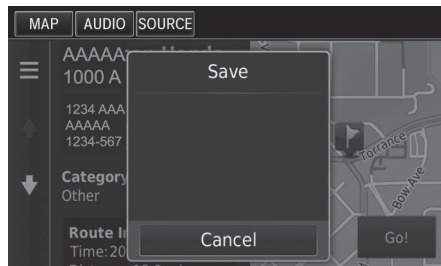 MAP AUDIO SOURCE
AAAAA
1000 A
1234 AAA
AAAAA
1234-567
Category
Other
Route
Time:20
Save
Cancel
Torrance
Bow Ave
Go!